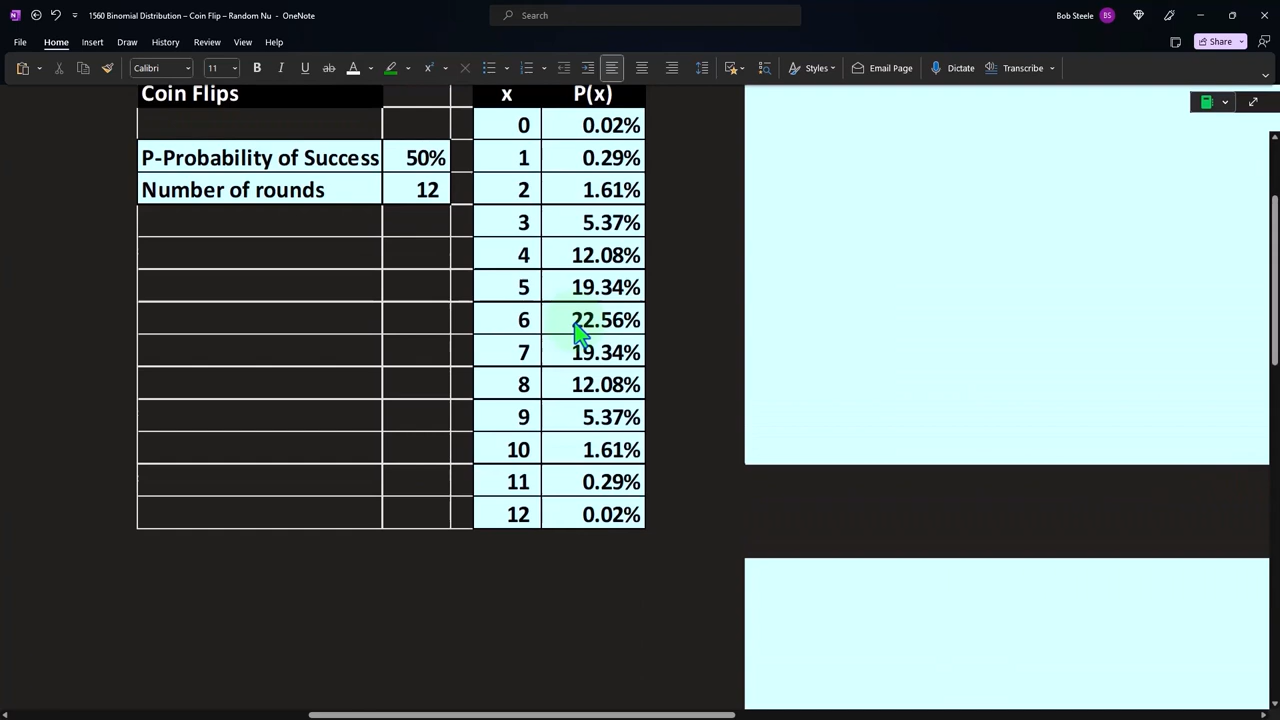 1560 Binomial Distribution – Coin Flip – Random Nu - OneNote
Search
Bob Steele
BS
File Home Insert Draw History Review View Help
Share
Calibri 11 B I U ab A Styles Email Page Dictate Transcribe
Coin Flips
P-Probability of Success 50%
Number of rounds 12
x P(x)
0 0.02%
1 0.29%
2 1.61%
3 5.37%
4 12.08%
5 19.34%
6 22.56%
7 19.34%
8 12.08%
9 5.37%
10 1.61%
11 0.29%
12 0.02%